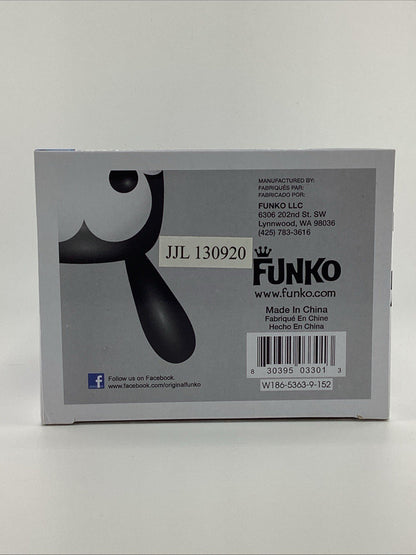 MANUFACTURED BY:
FABRIQUÉS PAR:
FABRICADO POR:
FUNKO LLC
6306 202nd St. SW
Lynnwood, WA 98036
(425) 783-3616
JJL 130920
FUNKO
www.funko.com
Made In China
Fabriqué En Chine
Hecho En China
8 30395 03301 3
W186-5363-9-152
f Follow us on Facebook.
www.facebook.com/originalfunko